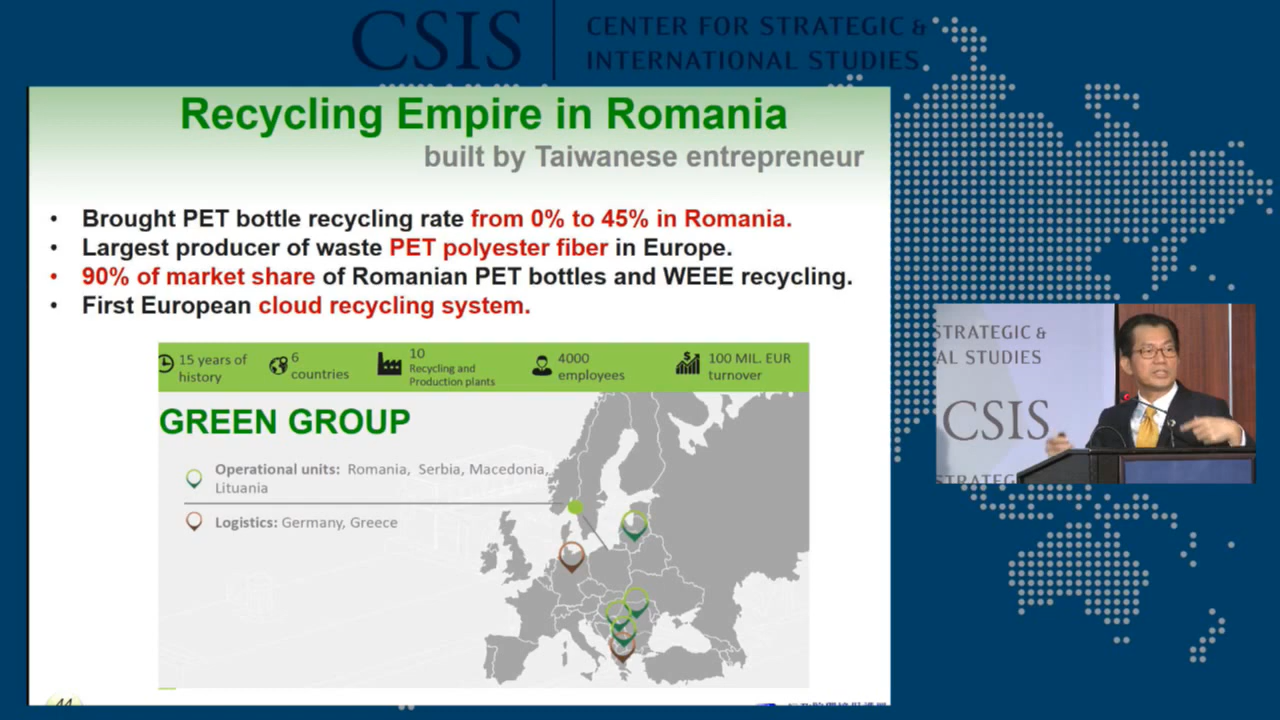 CSIS
CENTER FOR STRATEGIC &
INTERNATIONAL STUDIES
Recycling Empire in Romania
built by Taiwanese entrepreneur
• Brought PET bottle recycling rate from 0% to 45% in Romania.
• Largest producer of waste PET polyester fiber in Europe.
• 90% of market share of Romanian PET bottles and WEEE recycling.
• First European cloud recycling system.
15 years of
history
6
countries
10
Recycling and
Production plants
4000
employees
100 MIL. EUR
turnover
GREEN GROUP
Operational units: Romania, Serbia, Macedonia,
Lituania
Logistics: Germany, Greece
44
STRATEGIC &
AL STUDIES
CSIS
STRATEG